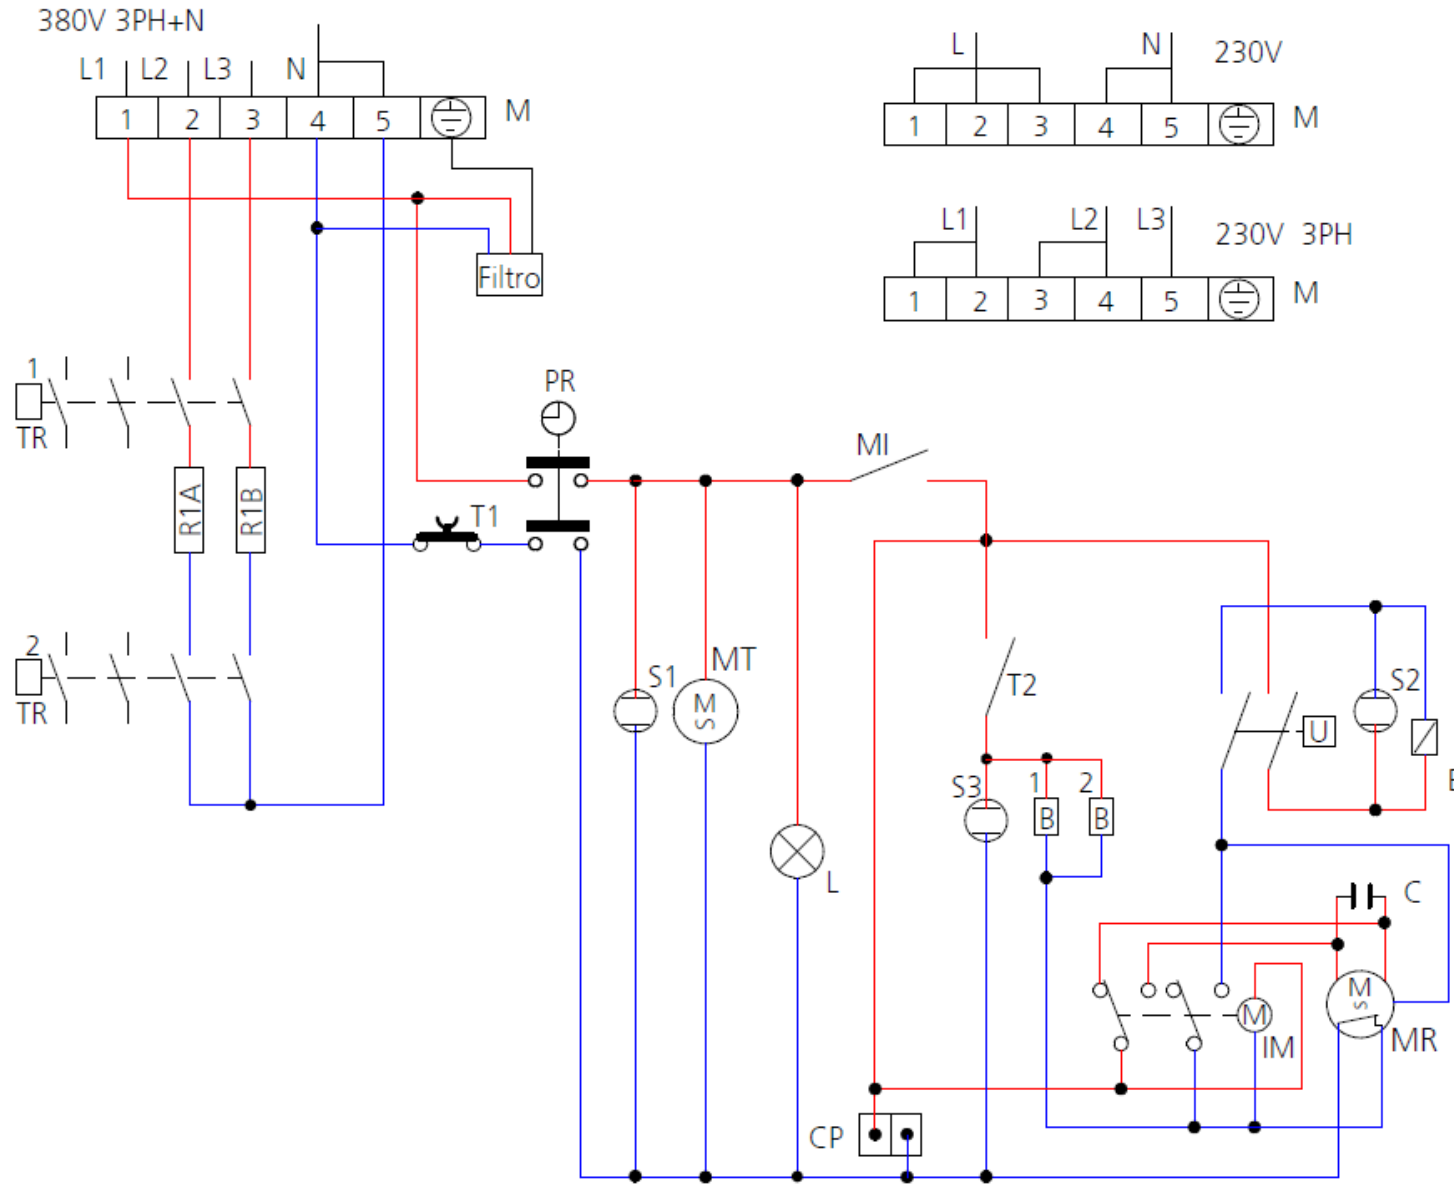 380V 3PH+N
L1 L2 L3 N
1 2 3 4 5 M
L N 230V
1 2 3 4 5 M
L1 L2 L3 230V 3PH
1 2 3 4 5 M
Filtro
1
TR
PR
MI
R1A R1B
T1
2
TR
S1 MT
M
S
T2
S2
U
S3 1 2
B B
E
L
C
M
S
M
IM MR
CP